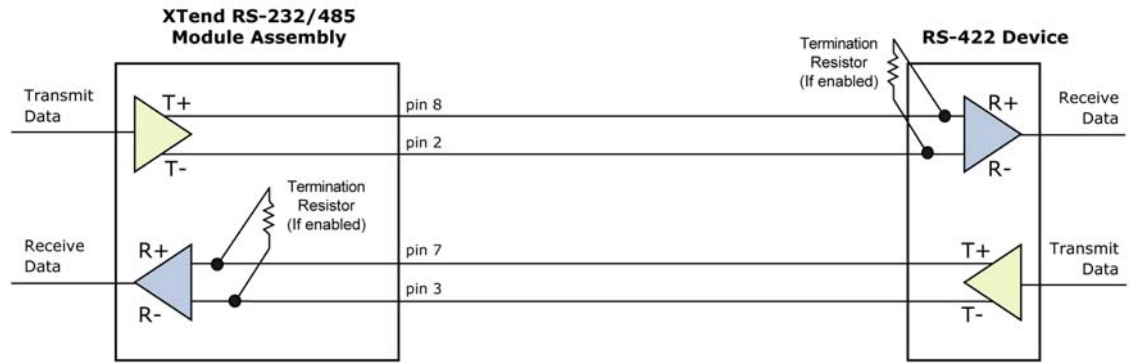 XTend RS-232/485
Module Assembly
RS-422 Device
Termination
Resistor
(If enabled)
Transmit
Data
T+
T-
pin 8
pin 2
R+
R-
Receive
Data
Termination
Resistor
(If enabled)
Receive
Data
R+
R-
pin 7
pin 3
T+
T-
Transmit
Data